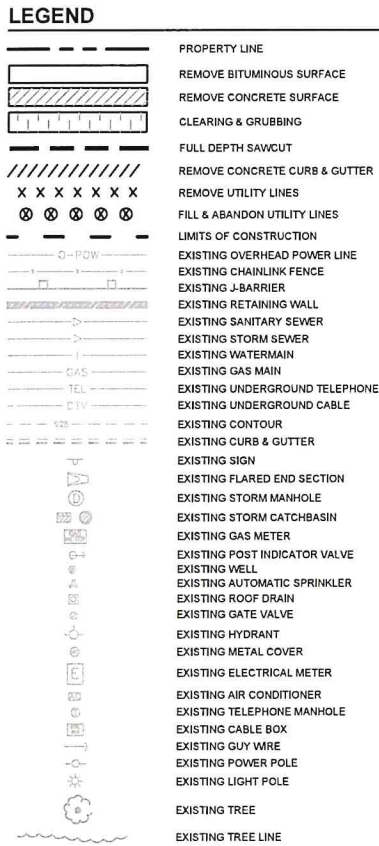 LEGEND
PROPERTY LINE
REMOVE BITUMINOUS SURFACE
REMOVE CONCRETE SURFACE
CLEARING & GRUBBING
FULL DEPTH SAWCUT
REMOVE CONCRETE CURB & GUTTER
X X X X X X X REMOVE UTILITY LINES
FILL & ABANDON UTILITY LINES
LIMITS OF CONSTRUCTION
O-POW EXISTING OVERHEAD POWER LINE
EXISTING CHAINLINK FENCE
EXISTING J-BARRIER
EXISTING RETAINING WALL
EXISTING SANITARY SEWER
EXISTING STORM SEWER
I EXISTING WATERMAIN
GAS EXISTING GAS MAIN
TEL EXISTING UNDERGROUND TELEPHONE
CTV EXISTING UNDERGROUND CABLE
928 EXISTING CONTOUR
EXISTING CURB & GUTTER
EXISTING SIGN
EXISTING FLARED END SECTION
D EXISTING STORM MANHOLE
EXISTING STORM CATCHBASIN
EXISTING GAS METER
EXISTING POST INDICATOR VALVE
EXISTING WELL
EXISTING AUTOMATIC SPRINKLER
EXISTING ROOF DRAIN
EXISTING GATE VALVE
EXISTING HYDRANT
EXISTING METAL COVER
E EXISTING ELECTRICAL METER
EXISTING AIR CONDITIONER
EXISTING TELEPHONE MANHOLE
EXISTING CABLE BOX
EXISTING GUY WIRE
EXISTING POWER POLE
EXISTING LIGHT POLE
EXISTING TREE
EXISTING TREE LINE